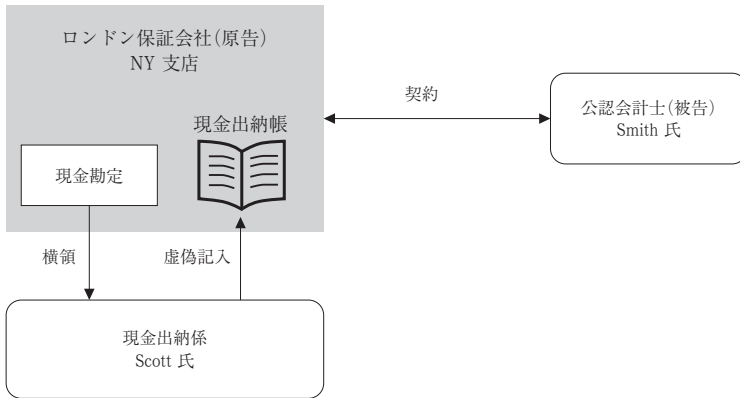 ロンドン保証会社(原告)
NY 支店
契約
公認会計士(被告)
Smith 氏
現金出納帳
現金勘定
横領
虚偽記入
現金出納係
Scott 氏